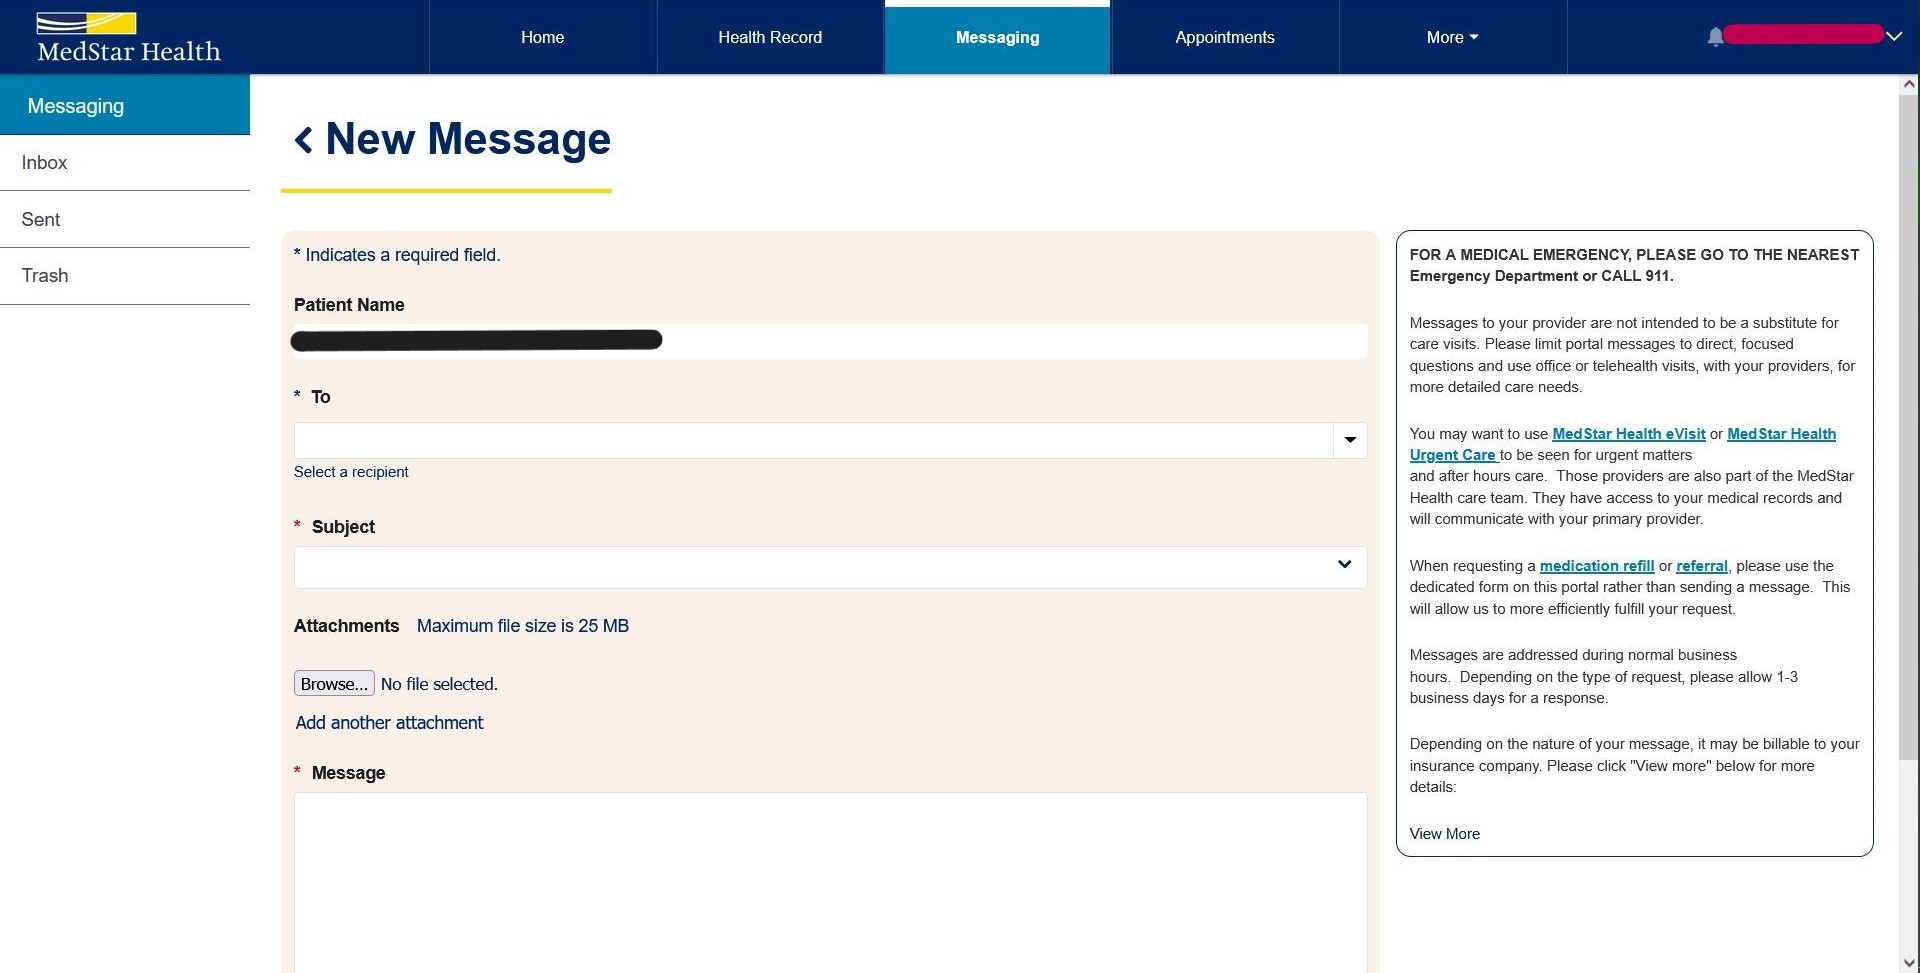 MedStar Health
Home
Health Record
Messaging
Appointments
More
Messaging
Inbox
Sent
Trash
New Message
* Indicates a required field.
Patient Name
* To
Select a recipient
* Subject
Attachments Maximum file size is 25 MB
Browse... No file selected.
Add another attachment
* Message
FOR A MEDICAL EMERGENCY, PLEASE GO TO THE NEAREST
Emergency Department or CALL 911.
Messages to your provider are not intended to be a substitute for
care visits. Please limit portal messages to direct, focused
questions and use office or telehealth visits, with your providers, for
more detailed care needs.
You may want to use MedStar Health eVisit or MedStar Health
Urgent Care to be seen for urgent matters
and after hours care. Those providers are also part of the MedStar
Health care team. They have access to your medical records and
will communicate with your primary provider.
When requesting a medication refill or referral, please use the
dedicated form on this portal rather than sending a message. This
will allow us to more efficiently fulfill your request.
Messages are addressed during normal business
hours. Depending on the type of request, please allow 1-3
business days for a response.
Depending on the nature of your message, it may be billable to your
insurance company. Please click "View more" below for more
details:
View More